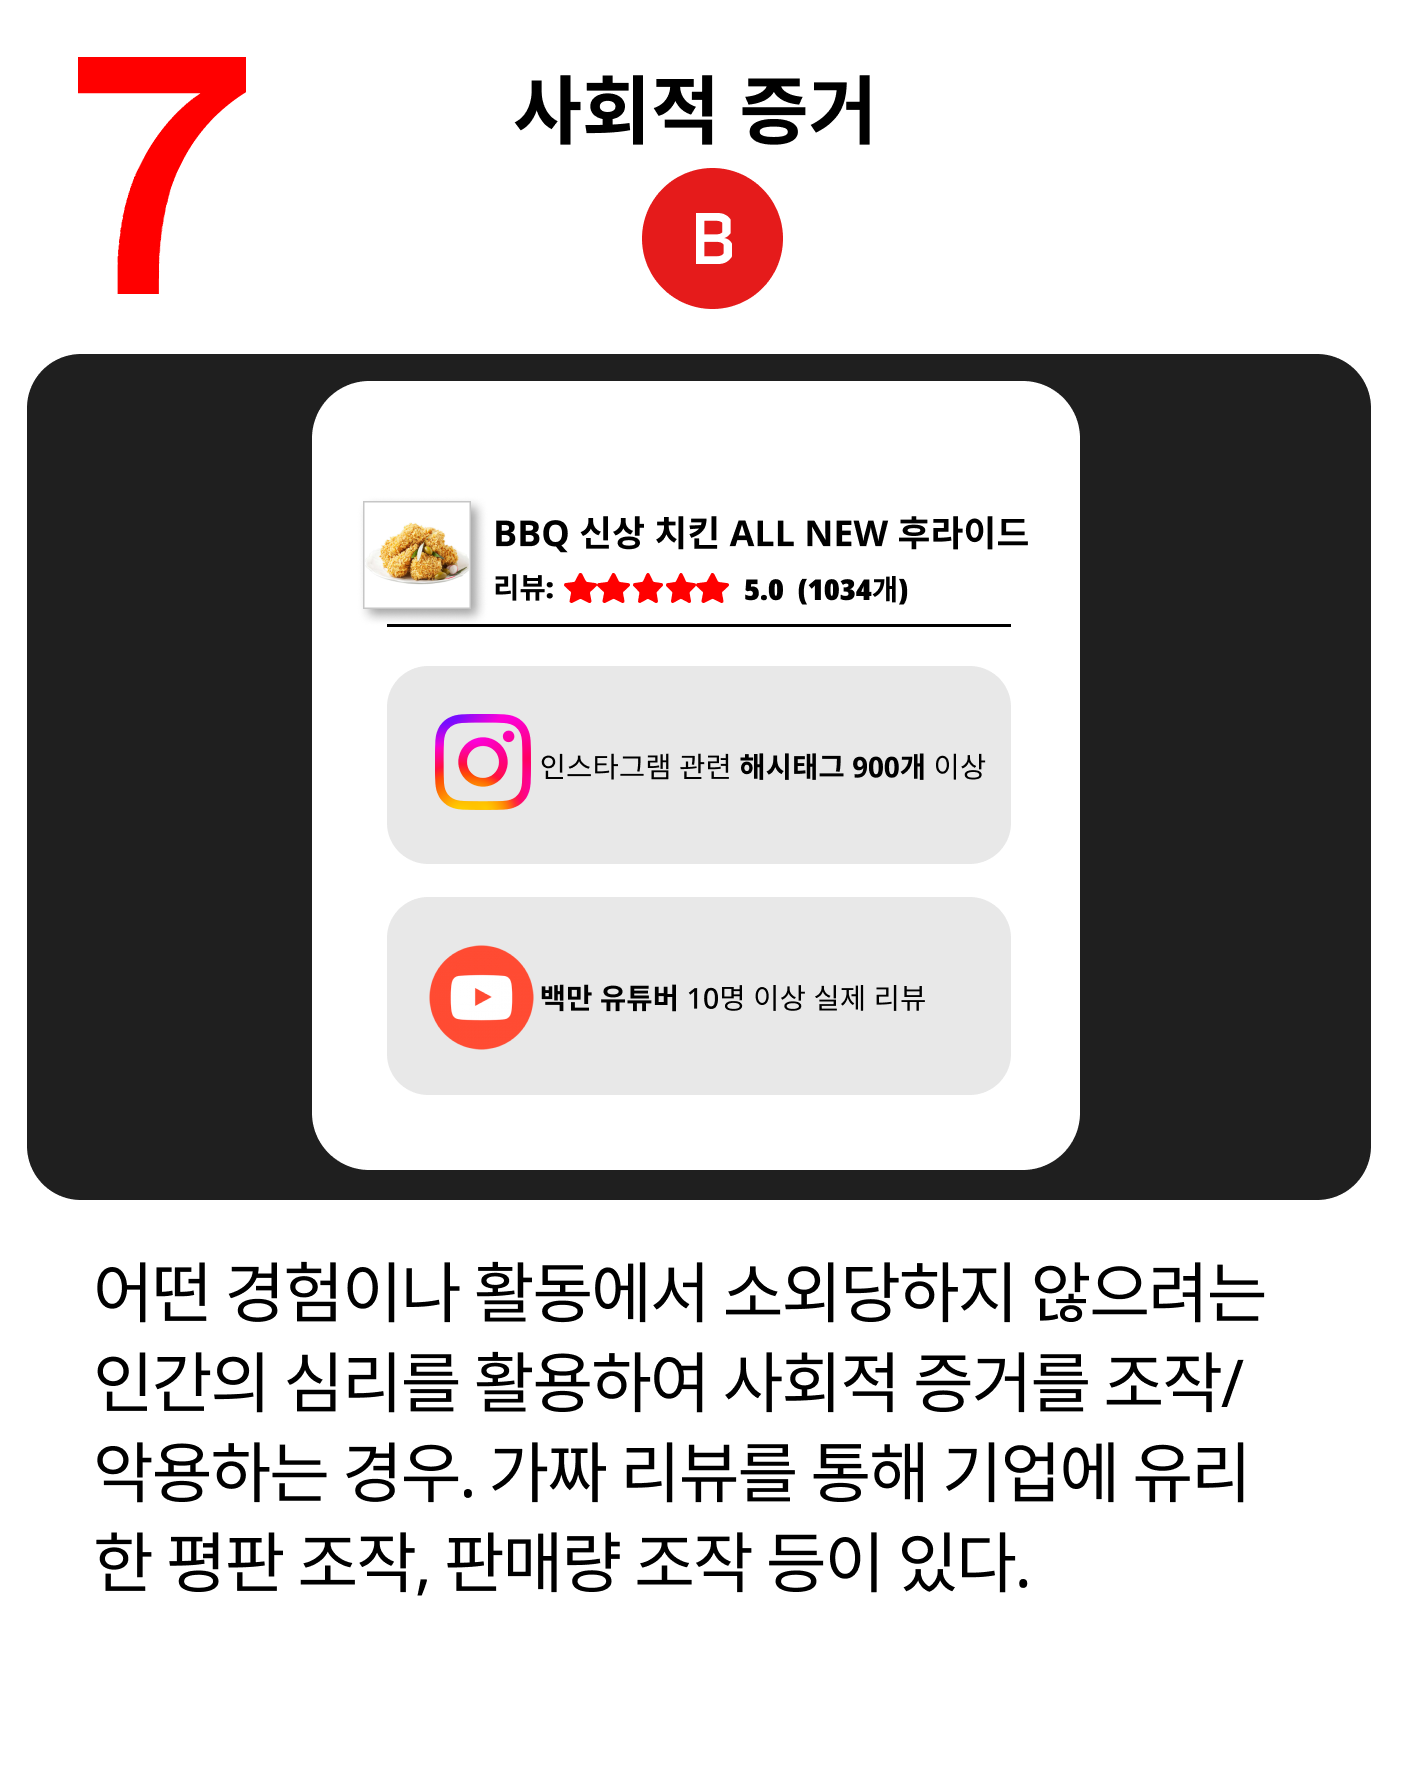 7
사회적 증거
B
BBQ 신상 치킨 ALL NEW 후라이드
리뷰: 5.0 (1034개)
인스타그램 관련 해시태그 900개 이상
백만 유튜버 10명 이상 실제 리뷰
어떤 경험이나 활동에서 소외당하지 않으려는
인간의 심리를 활용하여 사회적 증거를 조작/
악용하는 경우. 가짜 리뷰를 통해 기업에 유리
한 평판 조작, 판매량 조작 등이 있다.